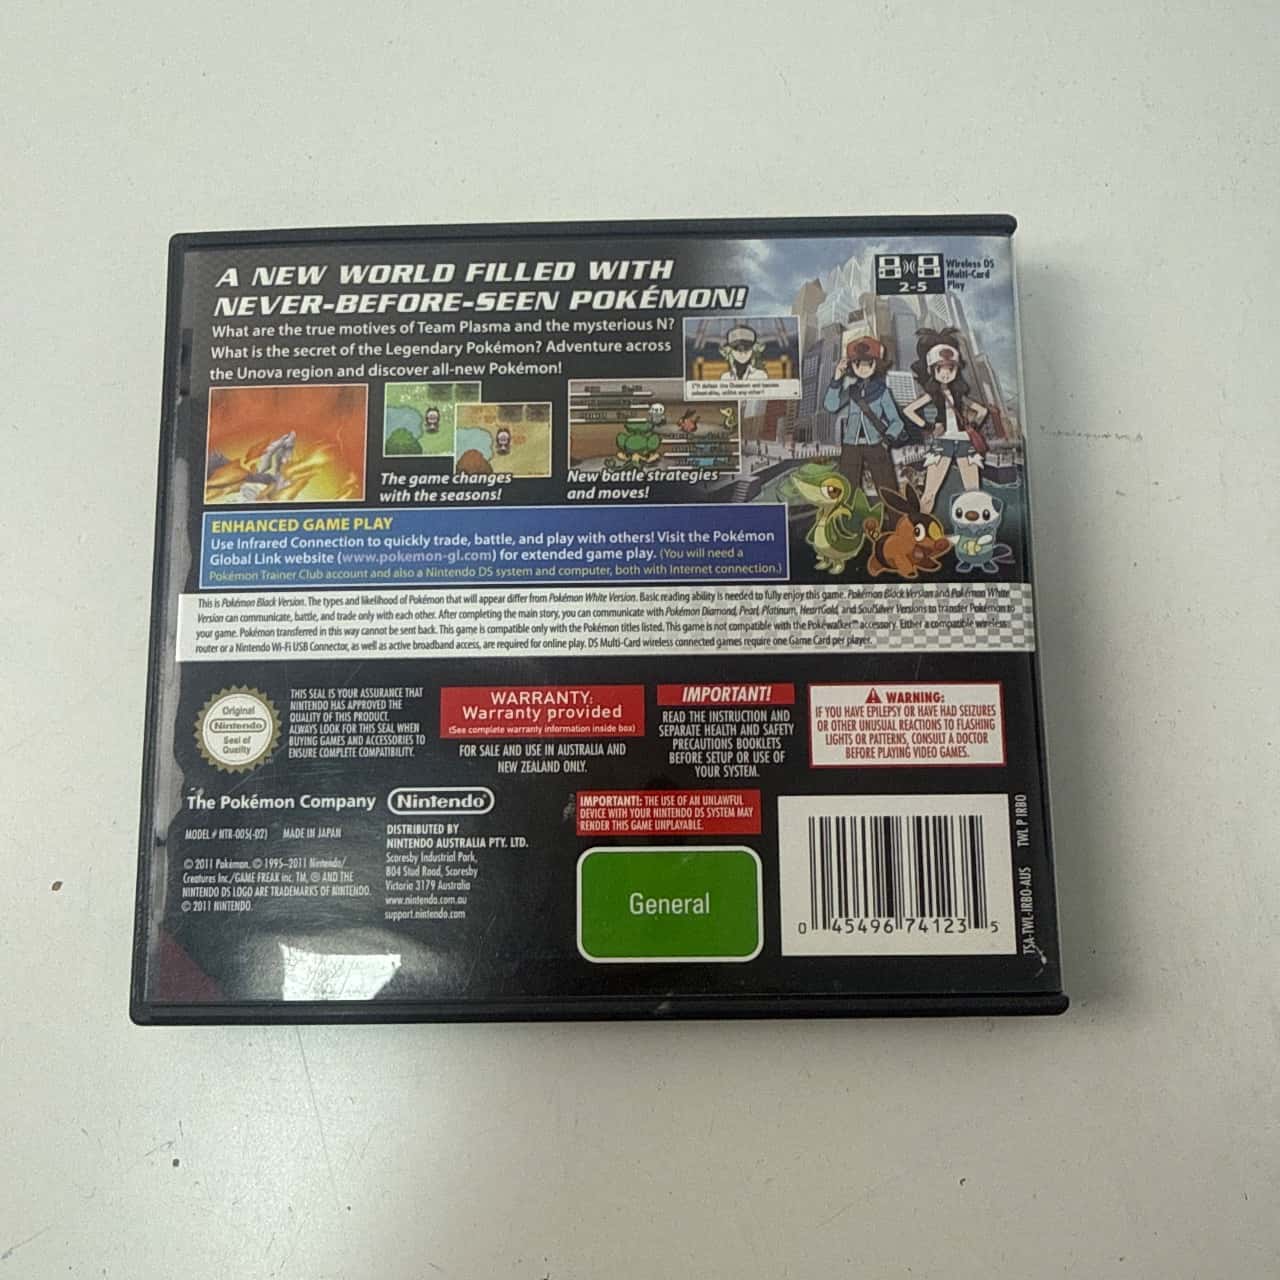 A NEW WORLD FILLED WITH
NEVER-BEFORE-SEEN POKÉMON!
What are the true motives of Team Plasma and the mysterious N?
What is the secret of the Legendary Pokémon? Adventure across
the Unova region and discover all-new Pokémon!
2-5
Wireless DS
Multi-Card
Play
The game changes
with the seasons!
New battle strategies
and moves!
ENHANCED GAME PLAY
Use Infrared Connection to quickly trade, battle, and play with others! Visit the Pokémon
Global Link website (www.pokemon-gl.com) for extended game play. (You will need a
Pokémon Trainer Club account and also a Nintendo DS system and computer, both with Internet connection.)
This is Pokémon Black Version. The types and likelihood of Pokémon that will appear differ from Pokémon White Version. Basic reading ability is needed to fully enjoy this game. Pokémon Black Version and Pokémon White
Version can communicate, battle, and trade only with each other. After completing the main story, you can communicate with Pokémon Diamond, Pearl, Platinum, HeartGold, and SoulSilver Versions to transfer Pokémon to
your game. Pokémon transferred in this way cannot be sent back. This game is compatible only with the Pokémon titles listed. This game is not compatible with the Pokéwalker™ accessory. Either a compatible wireless
router or a Nintendo Wi-Fi USB Connector, as well as active broadband access, are required for online play. DS Multi-Card wireless connected games require one Game Card per player.
Original
Nintendo
Seal of
Quality
THIS SEAL IS YOUR ASSURANCE THAT
NINTENDO HAS APPROVED THE
QUALITY OF THIS PRODUCT.
ALWAYS LOOK FOR THIS SEAL WHEN
BUYING GAMES AND ACCESSORIES TO
ENSURE COMPLETE COMPATIBILITY.
WARRANTY:
Warranty provided
(See complete warranty information inside box)
FOR SALE AND USE IN AUSTRALIA AND
NEW ZEALAND ONLY.
IMPORTANT!
READ THE INSTRUCTION AND
SEPARATE HEALTH AND SAFETY
PRECAUTIONS BOOKLETS
BEFORE SETUP OR USE OF
YOUR SYSTEM.
WARNING:
IF YOU HAVE EPILEPSY OR HAVE HAD SEIZURES
OR OTHER UNUSUAL REACTIONS TO FLASHING
LIGHTS OR PATTERNS, CONSULT A DOCTOR
BEFORE PLAYING VIDEO GAMES.
The Pokémon Company
Nintendo®
MODEL # NTR-005(-02) MADE IN JAPAN
© 2011 Pokémon. © 1995–2011 Nintendo/
Creatures Inc./GAME FREAK inc. TM, ® AND THE
NINTENDO DS LOGO ARE TRADEMARKS OF NINTENDO.
© 2011 NINTENDO.
DISTRIBUTED BY
NINTENDO AUSTRALIA PTY. LTD.
Scoresby Industrial Park,
804 Stud Road, Scoresby
Victoria 3179 Australia
www.nintendo.com.au
support.nintendo.com
IMPORTANT: THE USE OF AN UNLAWFUL
DEVICE WITH YOUR NINTENDO DS SYSTEM MAY
RENDER THIS GAME UNPLAYABLE.
General
0 45496 74123 5
TSA-TWL-IRBO-AUS TWL P IRBO